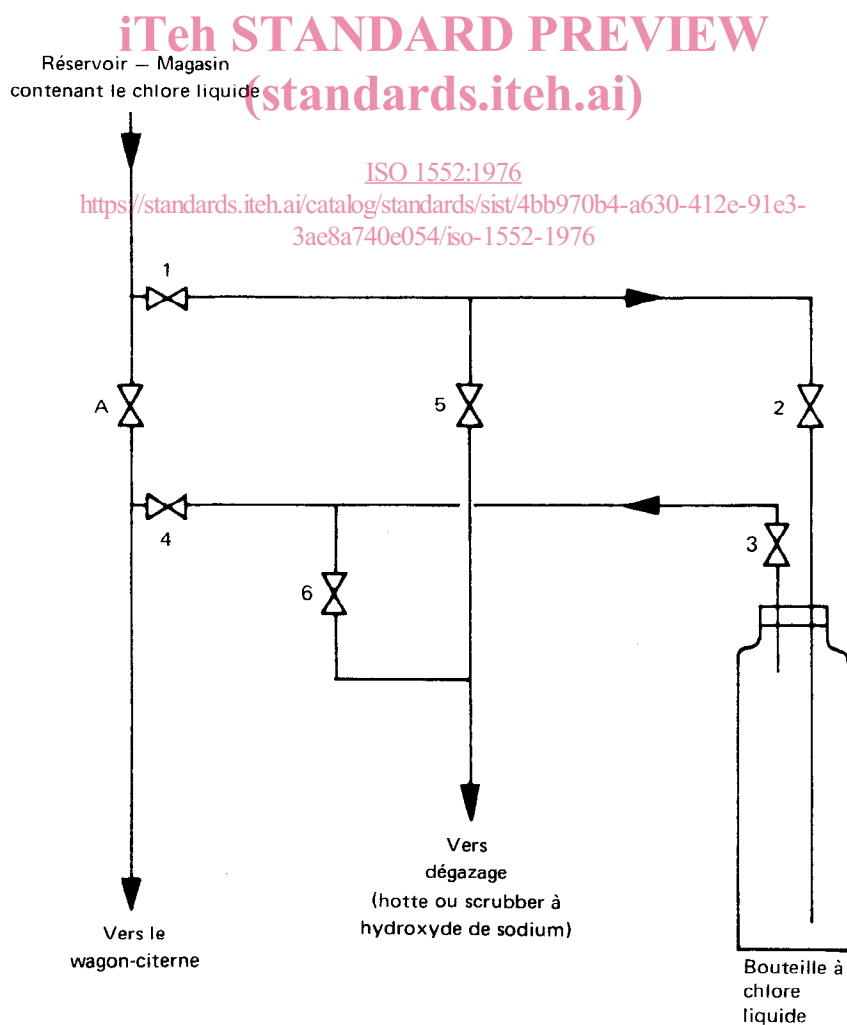 iTeh STANDARD PREVIEW
Réservoir — Magasin
contenant le chlore liquide
(standards.iteh.ai)
ISO 1552:1976
https://standards.iteh.ai/catalog/standards/sist/4bb970b4-a630-412e-91e3-
3ae8a740e054/iso-1552-1976
1
A
5
2
4
3
6
Vers
dégazage
(hotte ou scrubber à
hydroxyde de sodium)
Vers le
wagon-citerne
Bouteille à
chlore
liquide